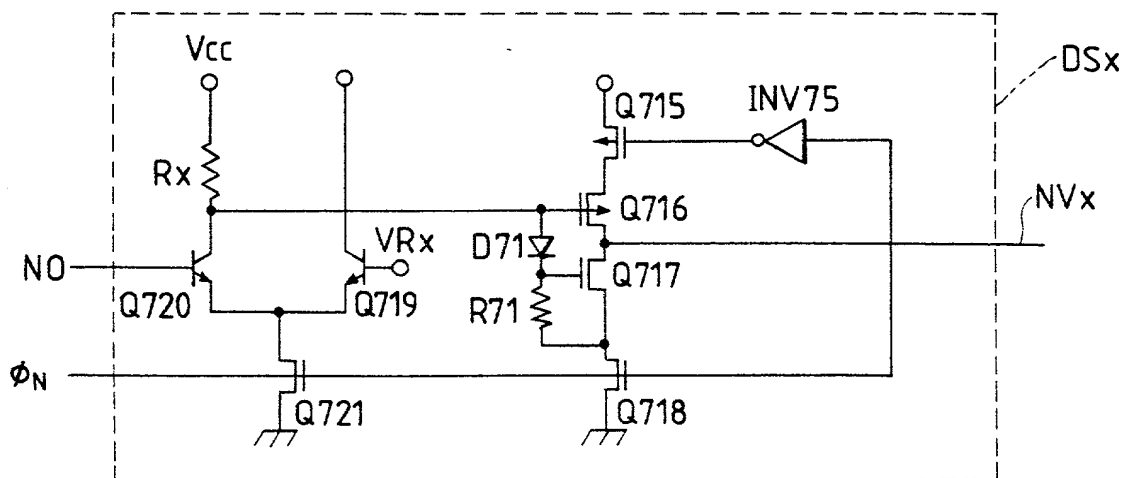 Vcc
DSx
Q715
INV75
Rx
Q716
NVx
D71
VRx
NO
Q720
Q719
Q717
R71
φN
Q721
Q718